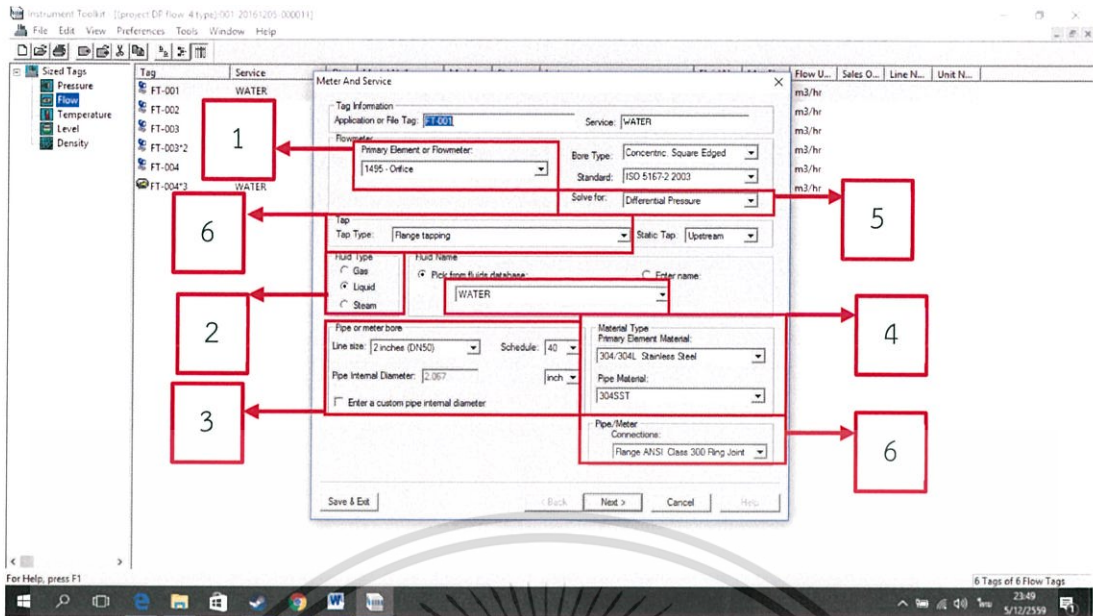 Instrument Toolkit - [(project DP flow 4 type)-001-20161205-000011]
File Edit View Preferences Tools Window Help
Sized Tags
Pressure
Flow
Temperature
Level
Density
Tag Service Flow U... Sales O... Line N... Unit N...
FT-001 WATER m3/hr
FT-002 m3/hr
FT-003 m3/hr
FT-003*2 m3/hr
FT-004 m3/hr
FT-004*3 WATER m3/hr
Meter And Service
Tag Information
Application or File Tag: FT-001 Service: WATER
Flowmeter
Primary Element or Flowmeter:
1495 - Orifice
Bore Type: Concentric, Square Edged
Standard: ISO 5167-2 2003
Solve for: Differential Pressure
Tap
Tap Type: Flange tapping Static Tap: Upstream
Fluid Type
Gas
Liquid
Steam
Fluid Name
Pick from fluids database: Enter name:
WATER
Pipe or meter bore
Line size: 2 inches (DN50) Schedule: 40
Pipe Internal Diameter: 2.067 inch
Enter a custom pipe internal diameter
Material Type
Primary Element Material:
304/304L Stainless Steel
Pipe Material:
304SST
Pipe/Meter
Connections:
Flange ANSI Class 300 Ring Joint
Save & Exit < Back Next > Cancel Help
1
6
2
3
5
4
6
For Help, press F1
6 Tags of 6 Flow Tags
23:49
5/12/2559